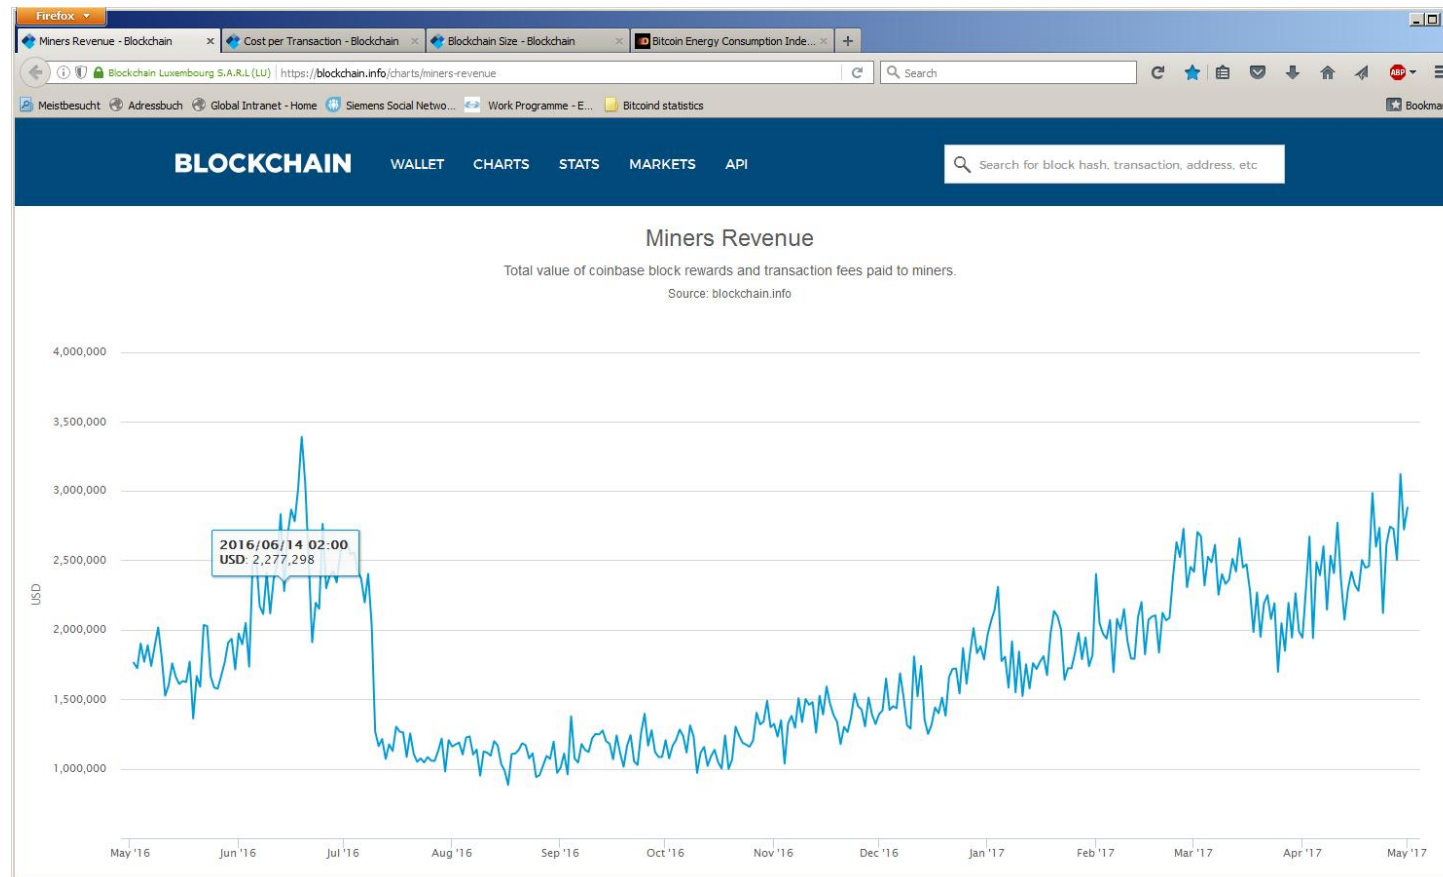 Firefox
Miners Revenue - Blockchain
Cost per Transaction - Blockchain
Blockchain Size - Blockchain
Bitcoin Energy Consumption Inde...
Blockchain Luxembourg S.A.R.L (LU) https://blockchain.info/charts/miners-revenue
Search
ABP
Meistbesucht Adressbuch Global Intranet - Home Siemens Social Netwo... Work Programme - E... Bitcoind statistics
Bookma
BLOCKCHAIN WALLET CHARTS STATS MARKETS API
Search for block hash, transaction, address, etc
Miners Revenue
Total value of coinbase block rewards and transaction fees paid to miners.
Source: blockchain.info
4,000,000
3,500,000
3,000,000
2016/06/14 02:00
USD: 2,277,298
2,500,000
USD
2,000,000
1,500,000
1,000,000
May '16 Jun '16 Jul '16 Aug '16 Sep '16 Oct '16 Nov '16 Dec '16 Jan '17 Feb '17 Mar '17 Apr '17 May '17